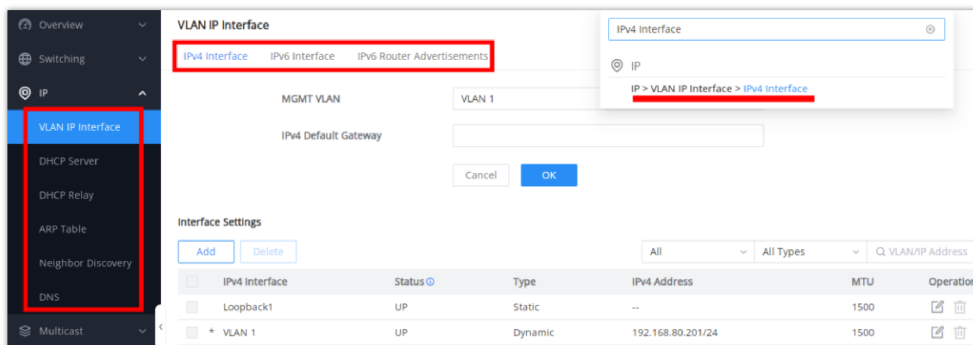 Overview
Switching
IP
VLAN IP Interface
DHCP Server
DHCP Relay
ARP Table
Neighbor Discovery
DNS
Multicast
VLAN IP Interface
IPv4 Interface IPv6 Interface IPv6 Router Advertisements
IPv4 Interface
IP
IP > VLAN IP Interface > IPv4 Interface
MGMT VLAN VLAN 1
IPv4 Default Gateway
Cancel OK
Interface Settings
Add Delete All All Types VLAN/IP Address
IPv4 Interface Status Type IPv4 Address MTU Operation
Loopback1 UP Static -- 1500
* VLAN 1 UP Dynamic 192.168.80.201/24 1500